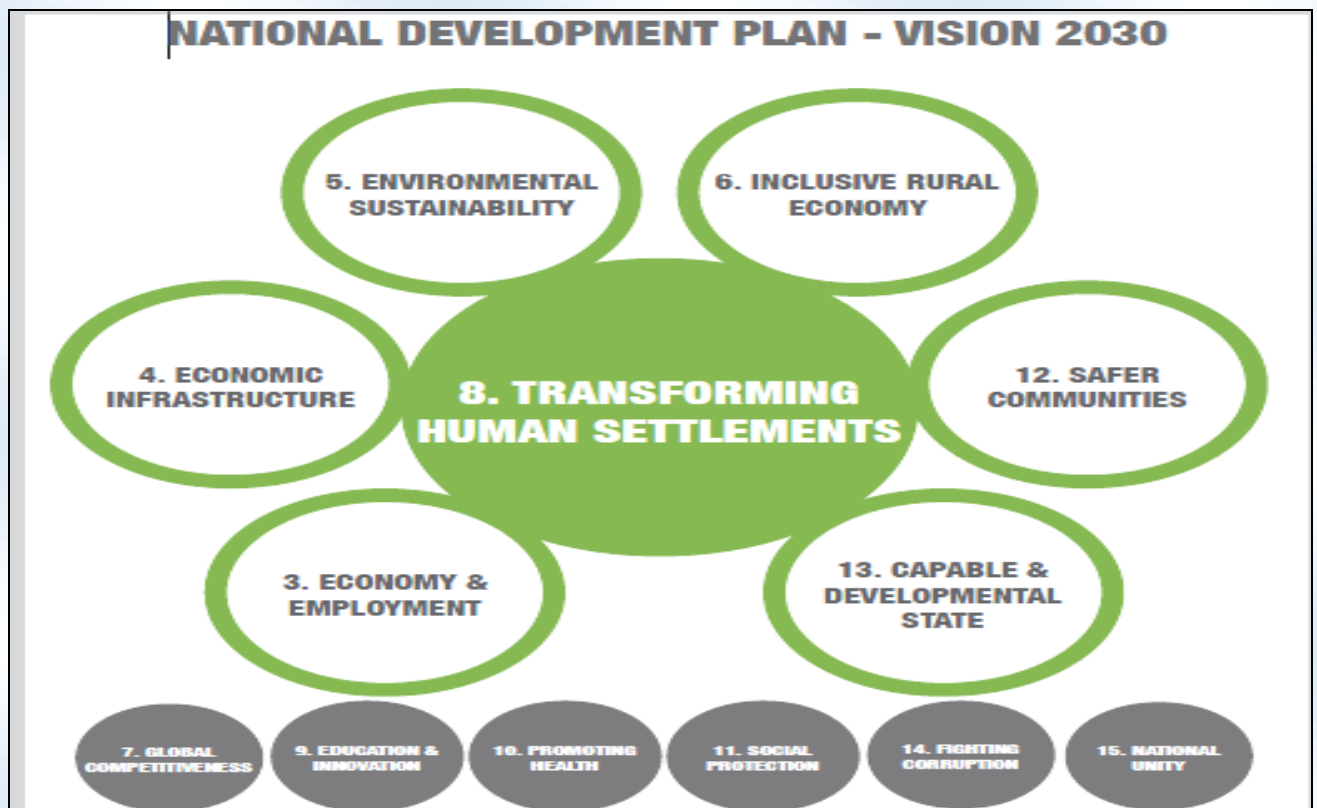 NATIONAL DEVELOPMENT PLAN - VISION 2030
5. ENVIRONMENTAL
SUSTAINABILITY
6. INCLUSIVE RURAL
ECONOMY
4. ECONOMIC
INFRASTRUCTURE
8. TRANSFORMING
HUMAN SETTLEMENTS
12. SAFER
COMMUNITIES
3. ECONOMY &
EMPLOYMENT
13. CAPABLE &
DEVELOPMENTAL
STATE
7. GLOBAL
COMPETITIVENESS
9. EDUCATION &
INNOVATION
10. PROMOTING
HEALTH
11. SOCIAL
PROTECTION
14. FIGHTING
CORRUPTION
15. NATIONAL
UNITY